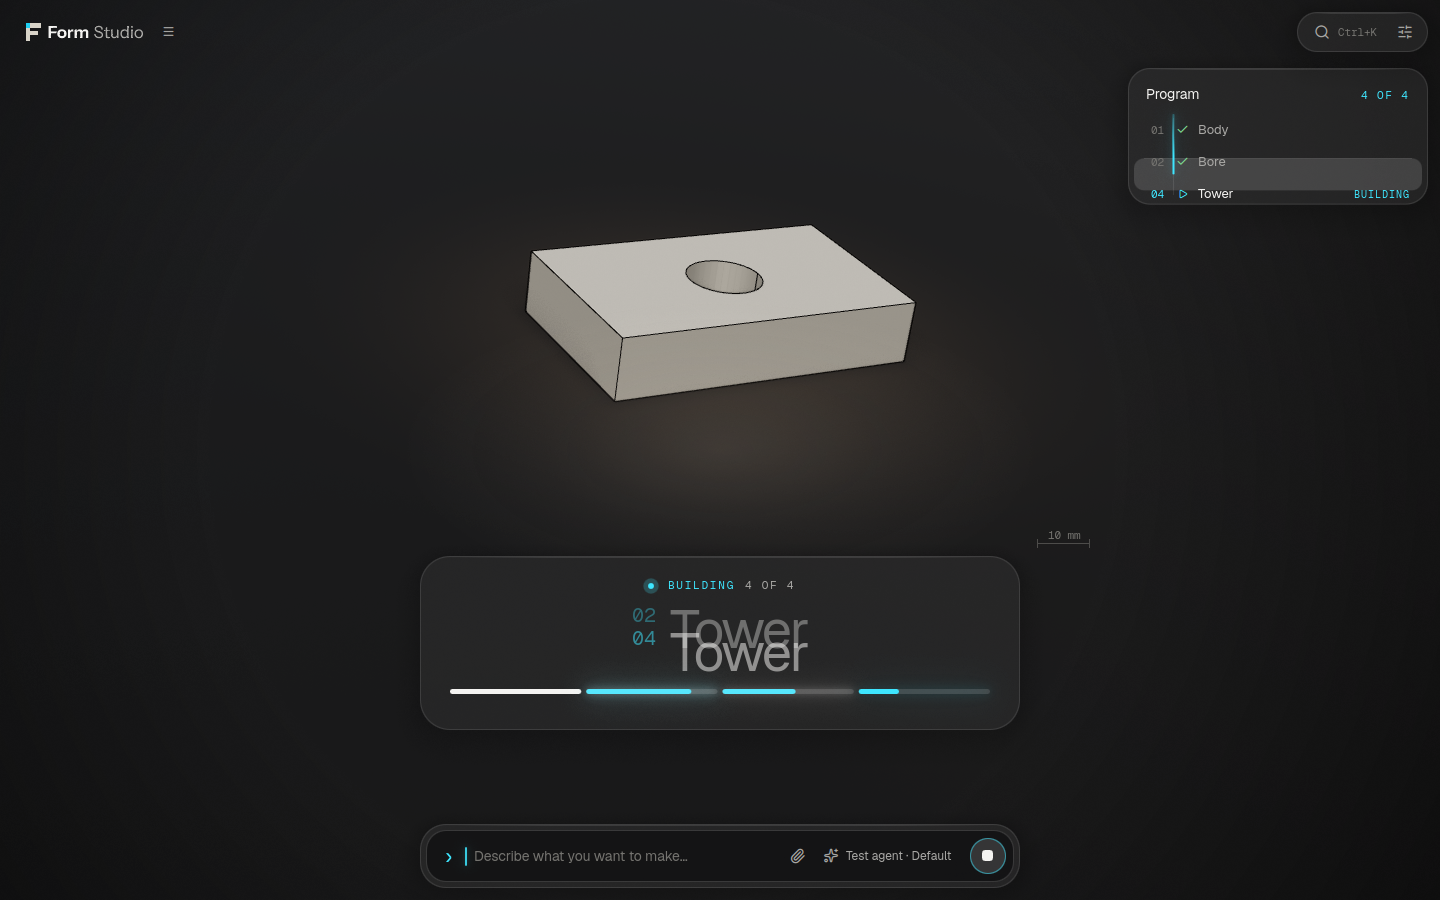 Form Studio
Ctrl+K
Program 4 OF 4
01 Body
02 Bore
04 Tower BUILDING
10 mm
BUILDING 4 OF 4
02 Tower
04 Tower
Describe what you want to make...
Test agent · Default